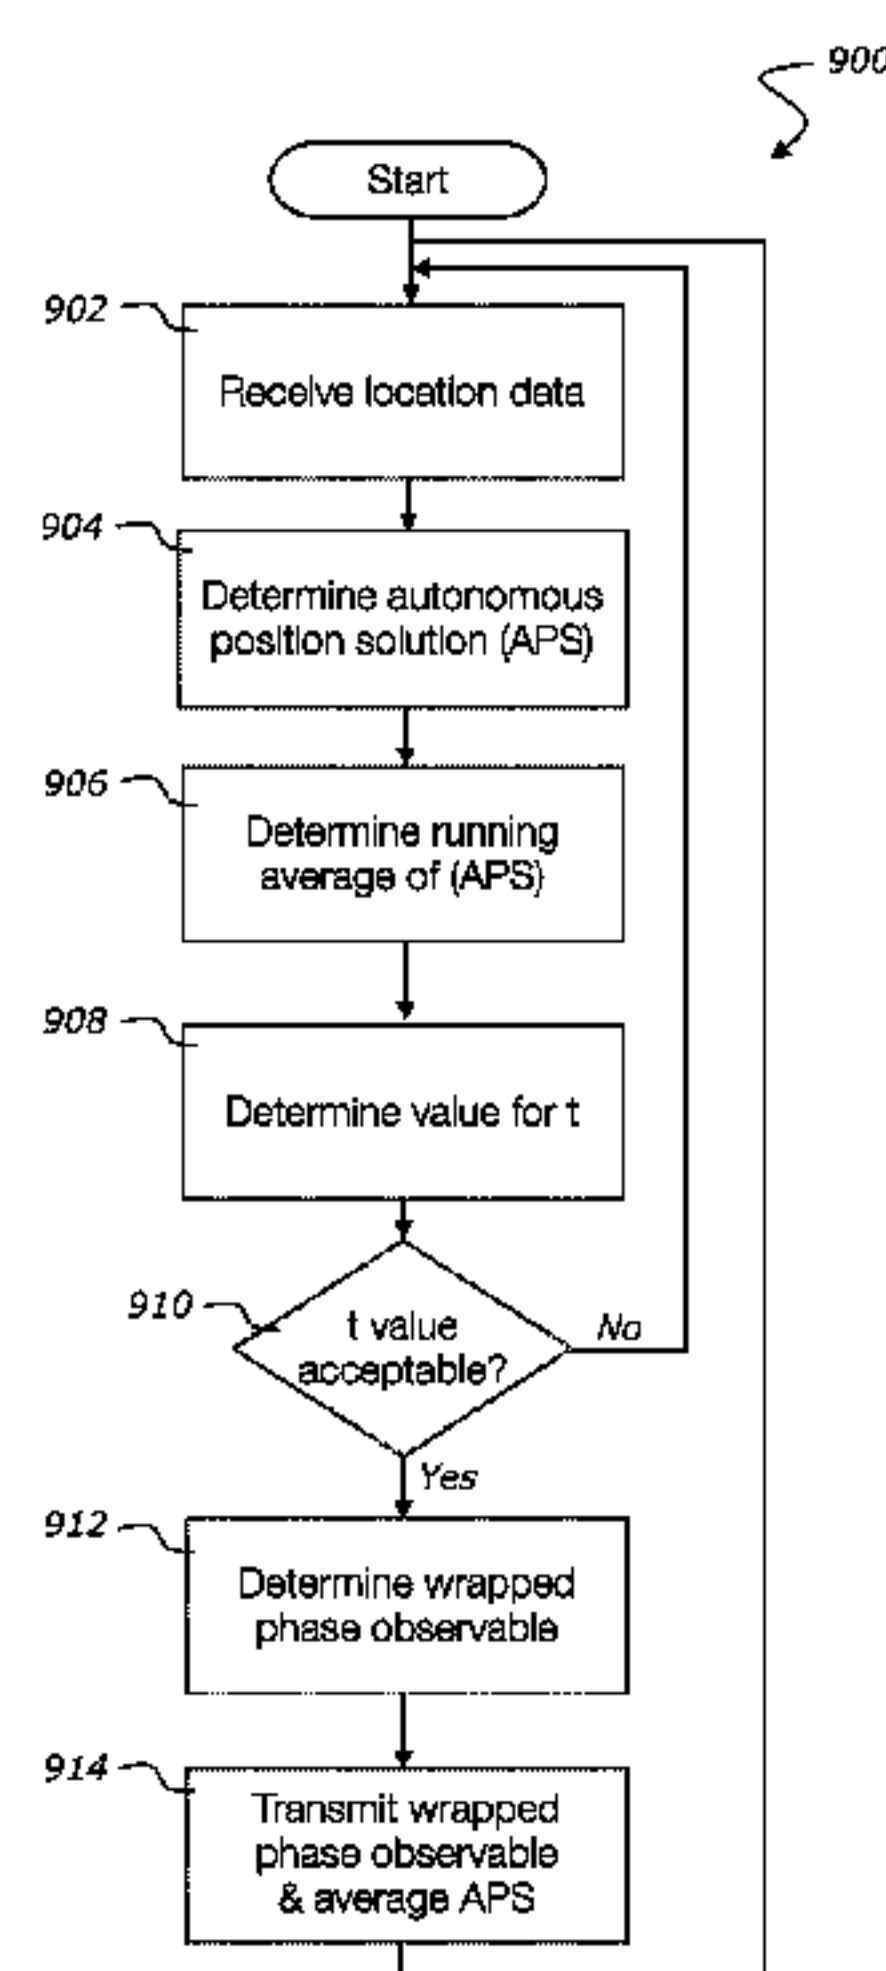 900
Start
902
Receive location data
904
Determine autonomous
position solution (APS)
906
Determine running
average of (APS)
908
Determine value for t
910
t value
acceptable?
No
Yes
912
Determine wrapped
phase observable
914
Transmit wrapped
phase observable
& average APS